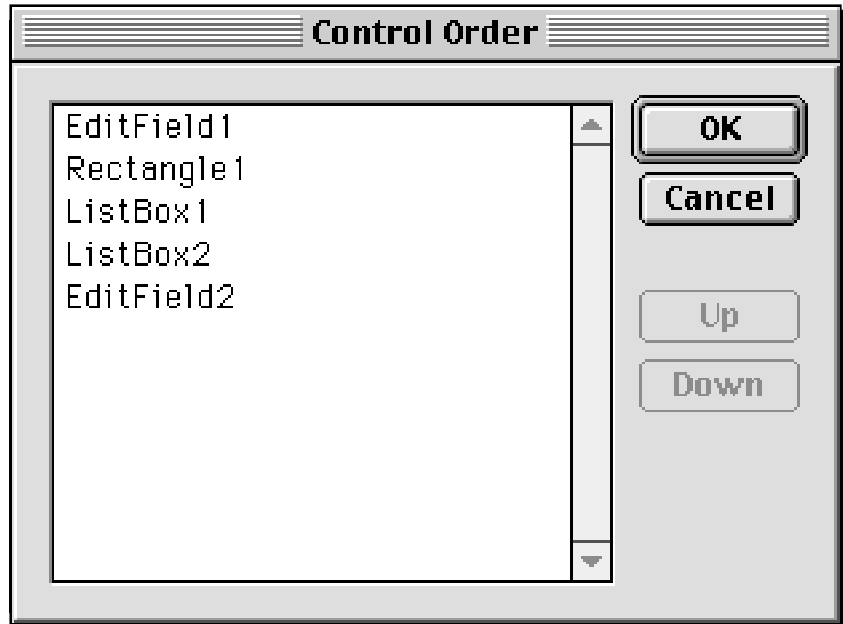 Control Order
EditField1
Rectangle1
ListBox1
ListBox2
EditField2
OK
Cancel
Up
Down